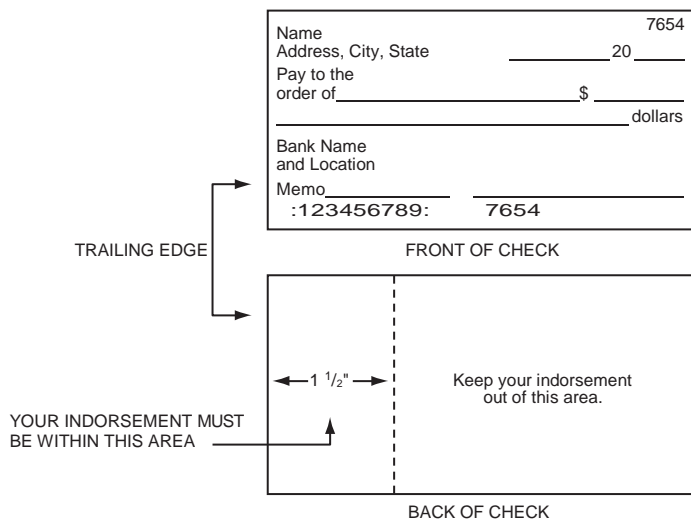 7654
Name
Address, City, State 20
Pay to the
order of $
dollars
Bank Name
and Location
Memo
:123456789: 7654
TRAILING EDGE
FRONT OF CHECK
1 1/2"
Keep your indorsement
out of this area.
YOUR INDORSEMENT MUST
BE WITHIN THIS AREA
BACK OF CHECK